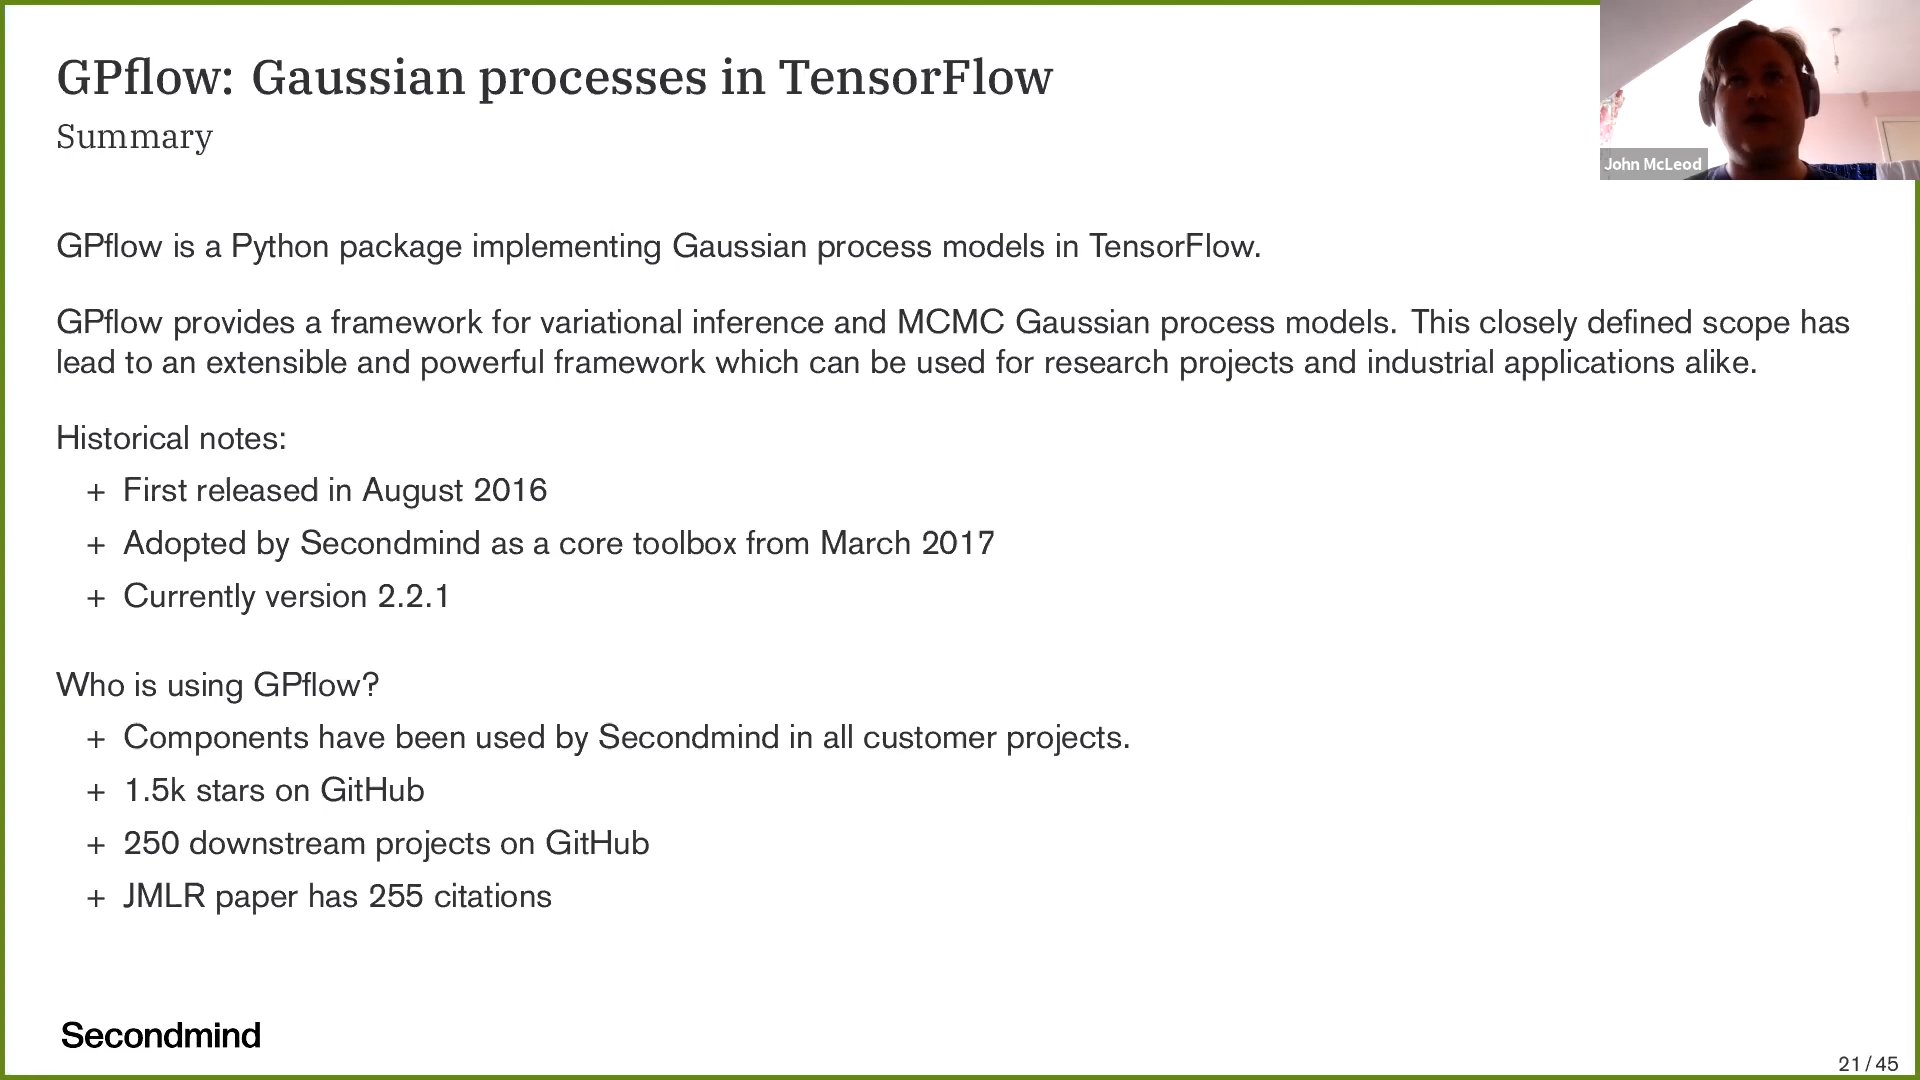 GPflow: Gaussian processes in TensorFlow
Summary
John McLeod
GPflow is a Python package implementing Gaussian process models in TensorFlow.
GPflow provides a framework for variational inference and MCMC Gaussian process models. This closely defined scope has
lead to an extensible and powerful framework which can be used for research projects and industrial applications alike.
Historical notes:
+ First released in August 2016
+ Adopted by Secondmind as a core toolbox from March 2017
+ Currently version 2.2.1
Who is using GPflow?
+ Components have been used by Secondmind in all customer projects.
+ 1.5k stars on GitHub
+ 250 downstream projects on GitHub
+ JMLR paper has 255 citations
Secondmind
21 / 45